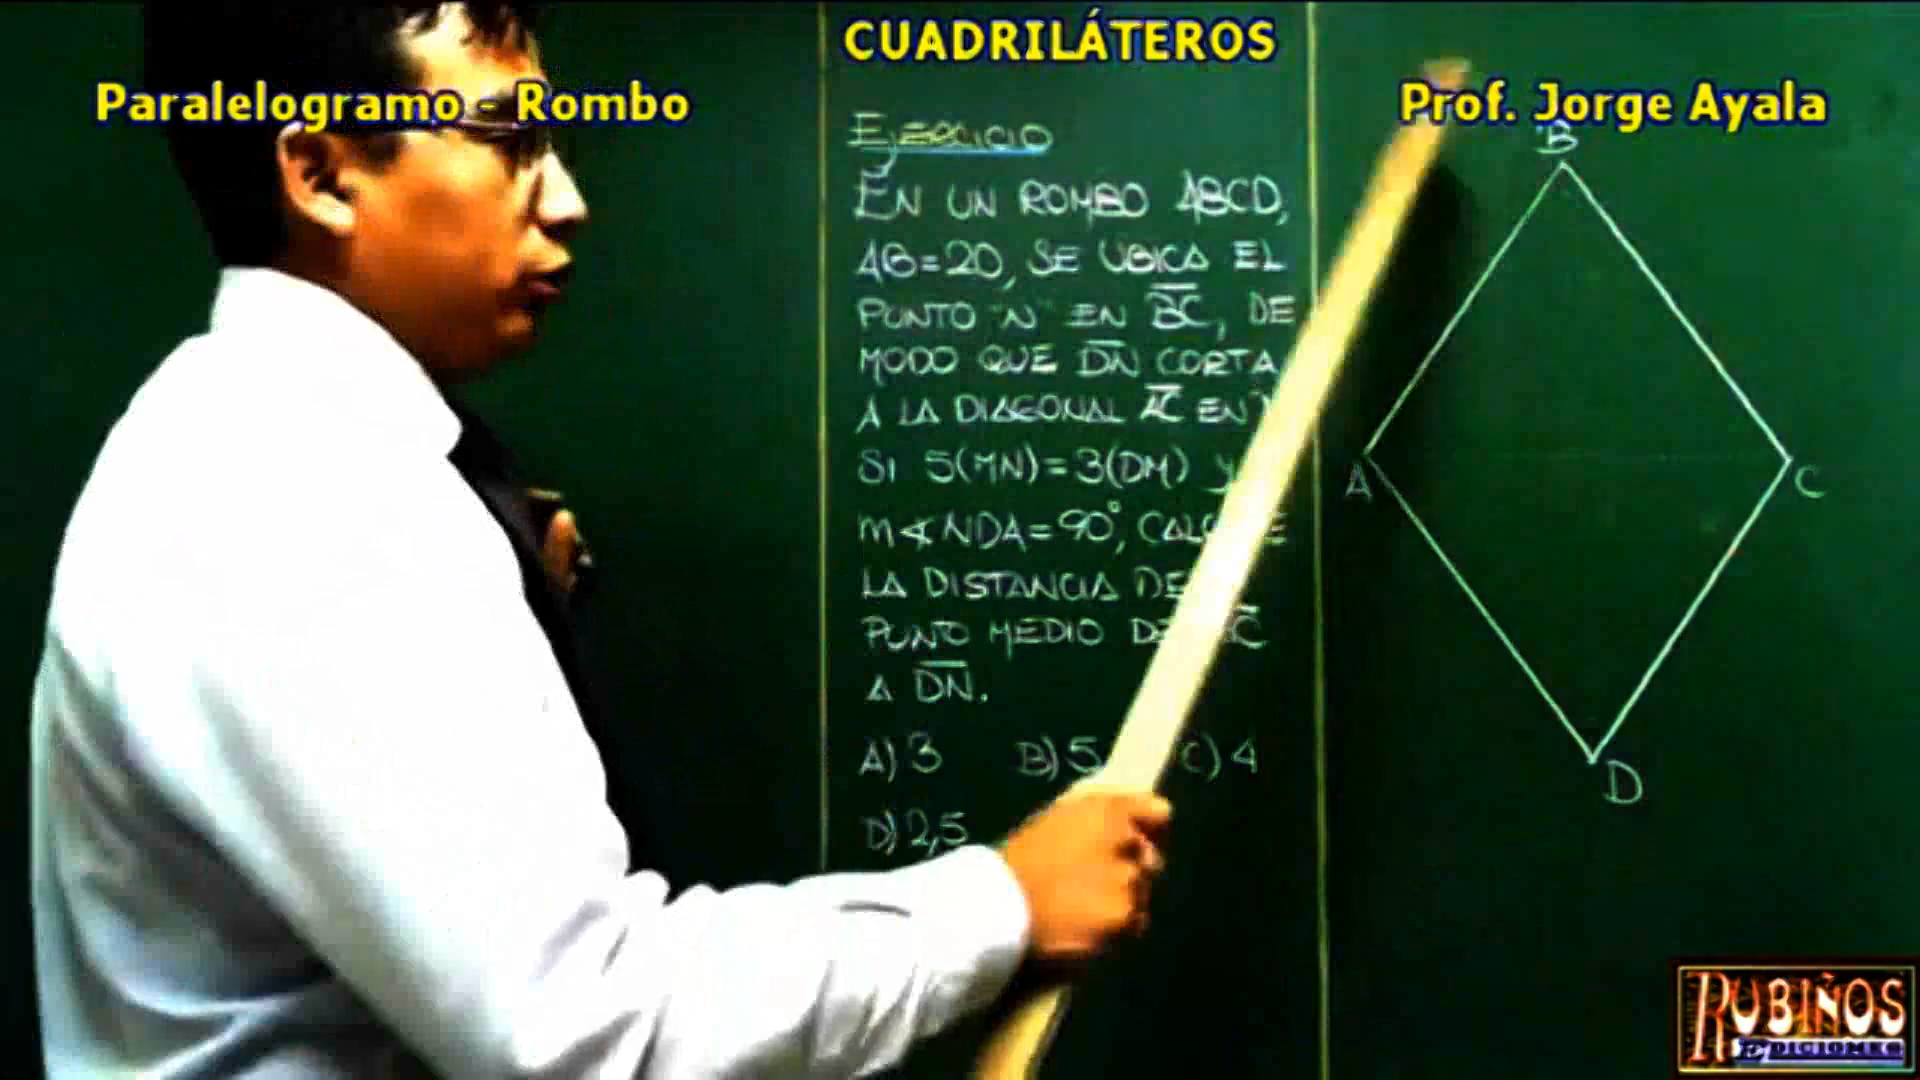 CUADRILÁTEROS
Paralelogramo - Rombo
Prof. Jorge Ayala
EJERCICIO
EN UN ROMBO ABCD,
AB=20, SE UBICA EL
PUNTO "N" EN BC, DE
MODO QUE DN CORTA
A LA DIAGONAL AC EN
SI 5(MN)=3(DM) y
m∢NDA=90°,
LA DISTANCIA
PUNTO MEDIO
A DN.
A) 3 B) 5 C) 4
D) 2,5
B
A
C
D
RUBIÑOS
EDICIONES